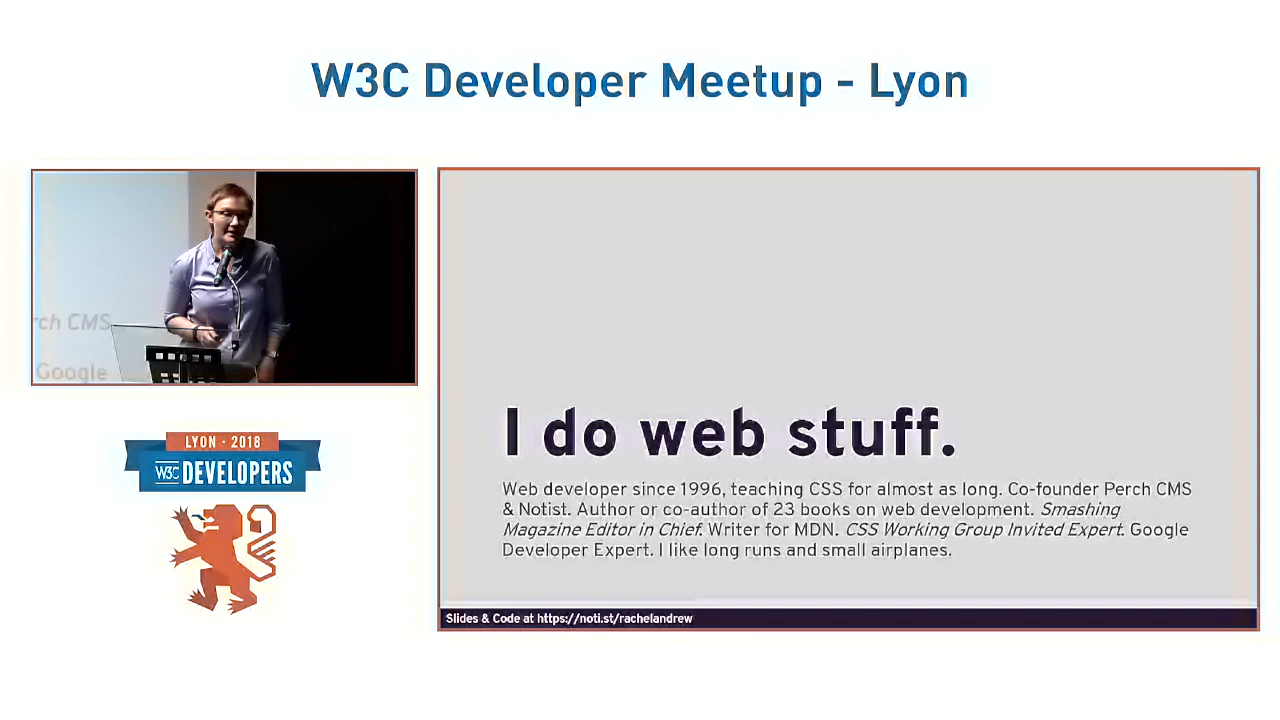 W3C Developer Meetup - Lyon
rch CMS
Google
LYON · 2018
W3C DEVELOPERS
I do web stuff.
Web developer since 1996, teaching CSS for almost as long. Co-founder Perch CMS
& Notist. Author or co-author of 23 books on web development. Smashing
Magazine Editor in Chief. Writer for MDN. CSS Working Group Invited Expert. Google
Developer Expert. I like long runs and small airplanes.
Slides & Code at https://noti.st/rachelandrew